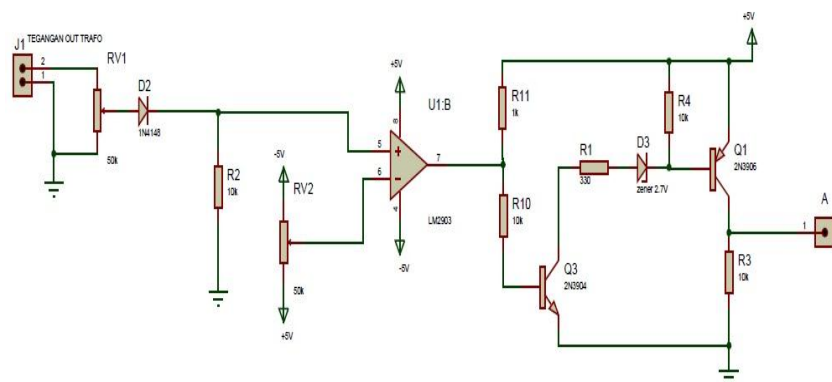 TEGANGAN OUT TRAFO
J1
2
1
RV1
50k
D2
1N4148
R2
10k
-5V
RV2
50k
+5V
+5V
U1:B
8
5
6
7
4
LM2903
-5V
R11
1k
R10
10k
R1
330
D3
zener 2.7V
R4
10k
+5V
Q1
2N3906
Q3
2N3904
R3
10k
A
1